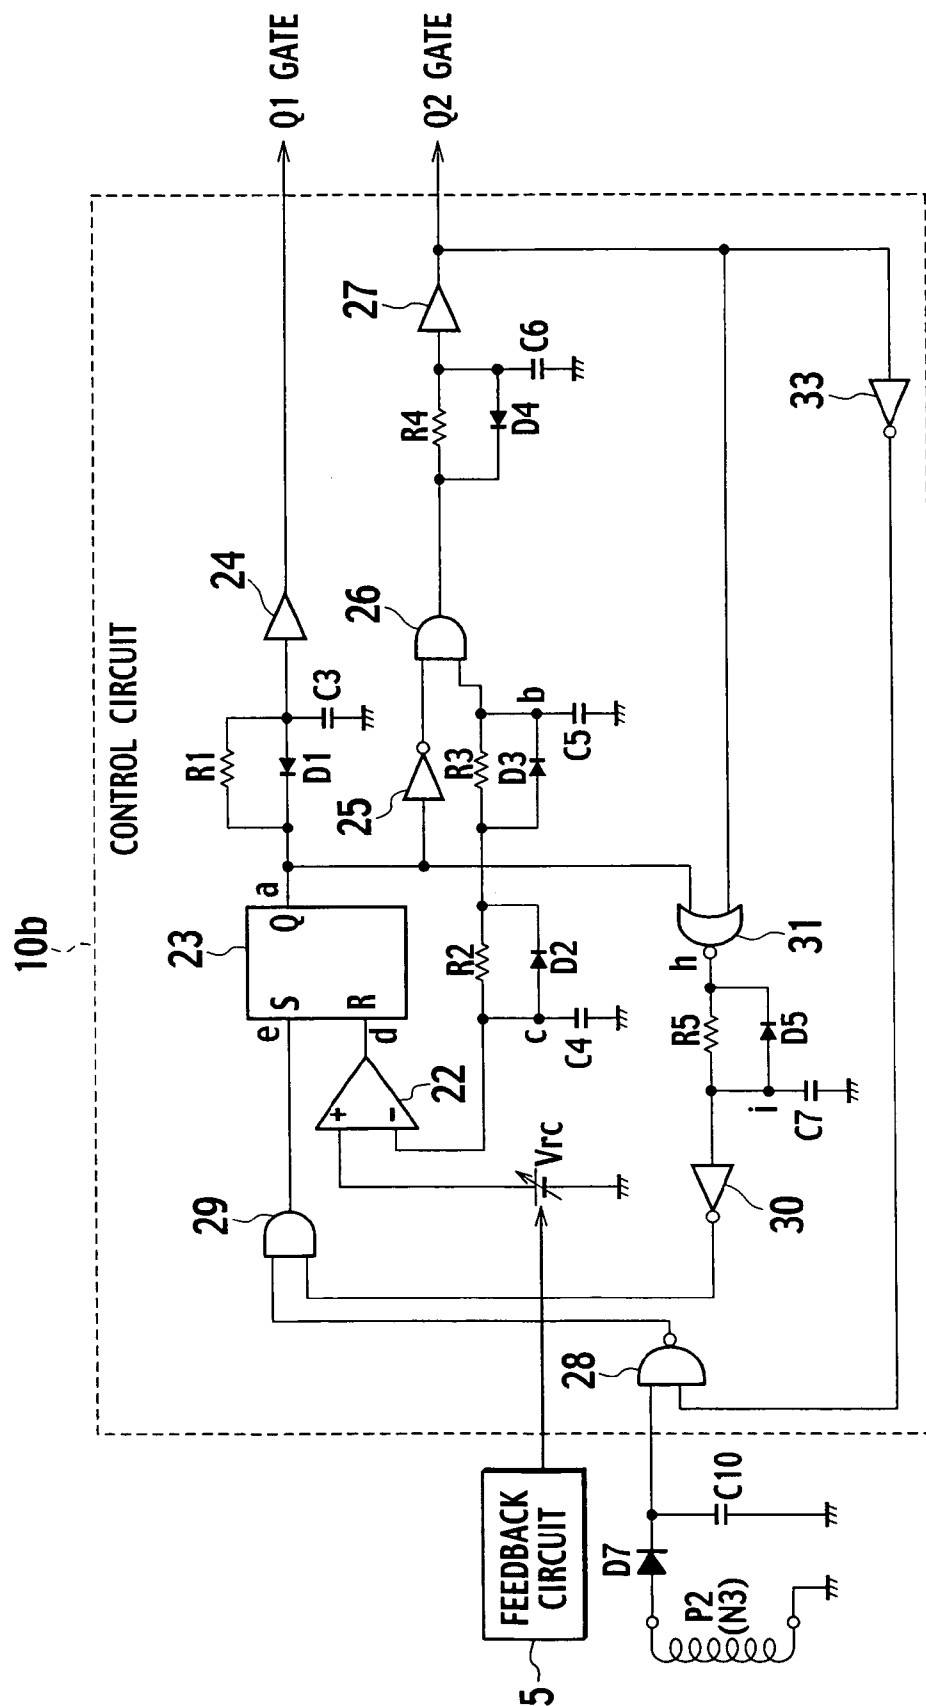 10b
CONTROL CIRCUIT
Q1 GATE
Q2 GATE
24
R1
D1
C3
23
a
S
Q
R
e
d
27
R4
D4
C6
26
25
R3
D3
b
C5
R2
D2
c
C4
22
+
-
29
Vrc
33
31
h
R5
D5
i
C7
30
28
FEEDBACK
CIRCUIT
5
D7
C10
P2
(N3)